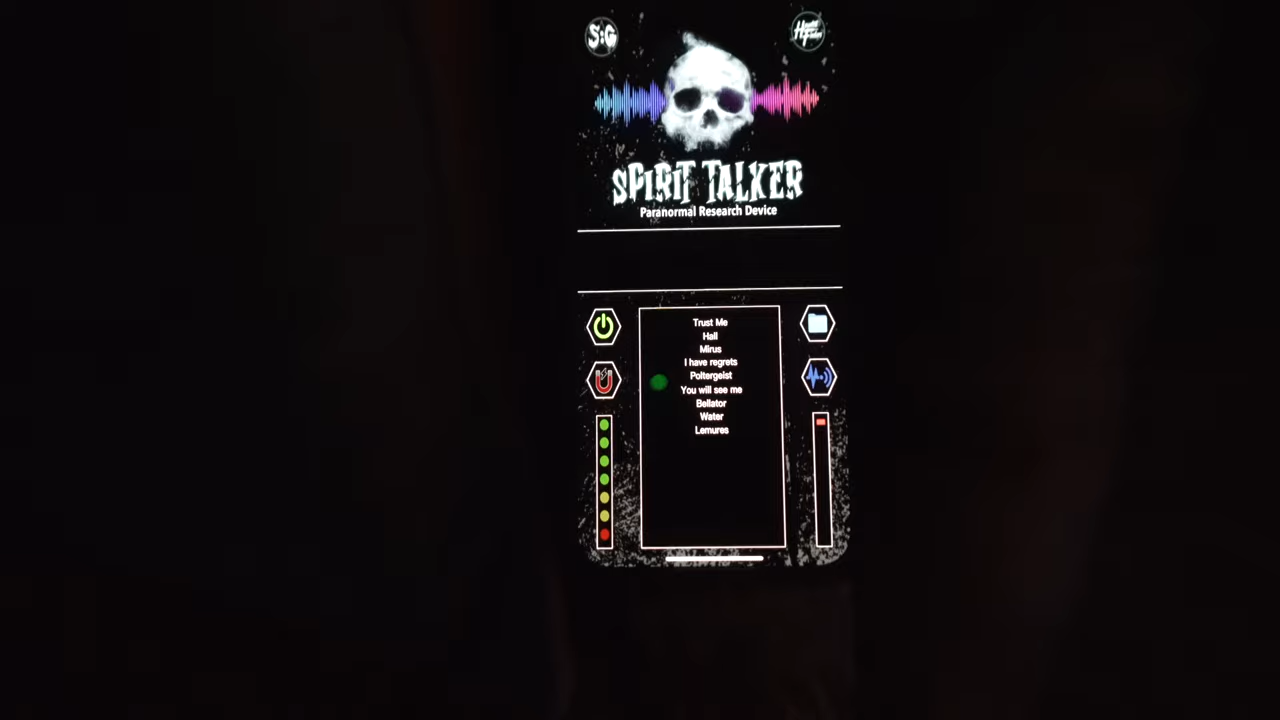 S:G
SPIRIT TALKER
Paranormal Research Device
Trust Me
Hall
Mirus
I have regrets
Poltergeist
You will see me
Bellator
Water
Lemures